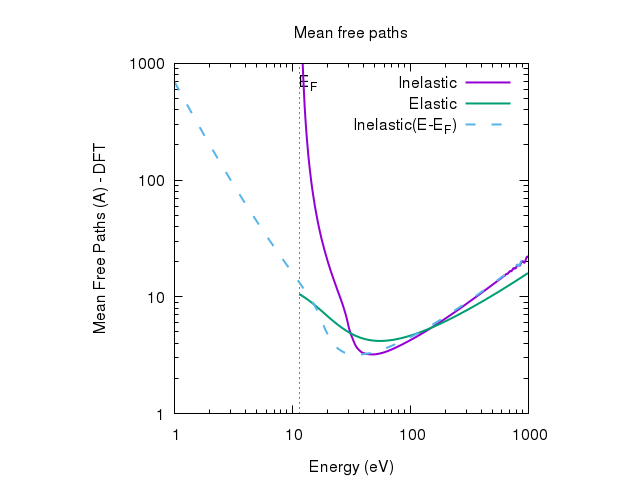 Mean free paths
1000
100
10
1
E_F
Inelastic
Elastic
Inelastic(E-E_F)
Mean Free Paths (A) - DFT
1 10 100 1000
Energy (eV)